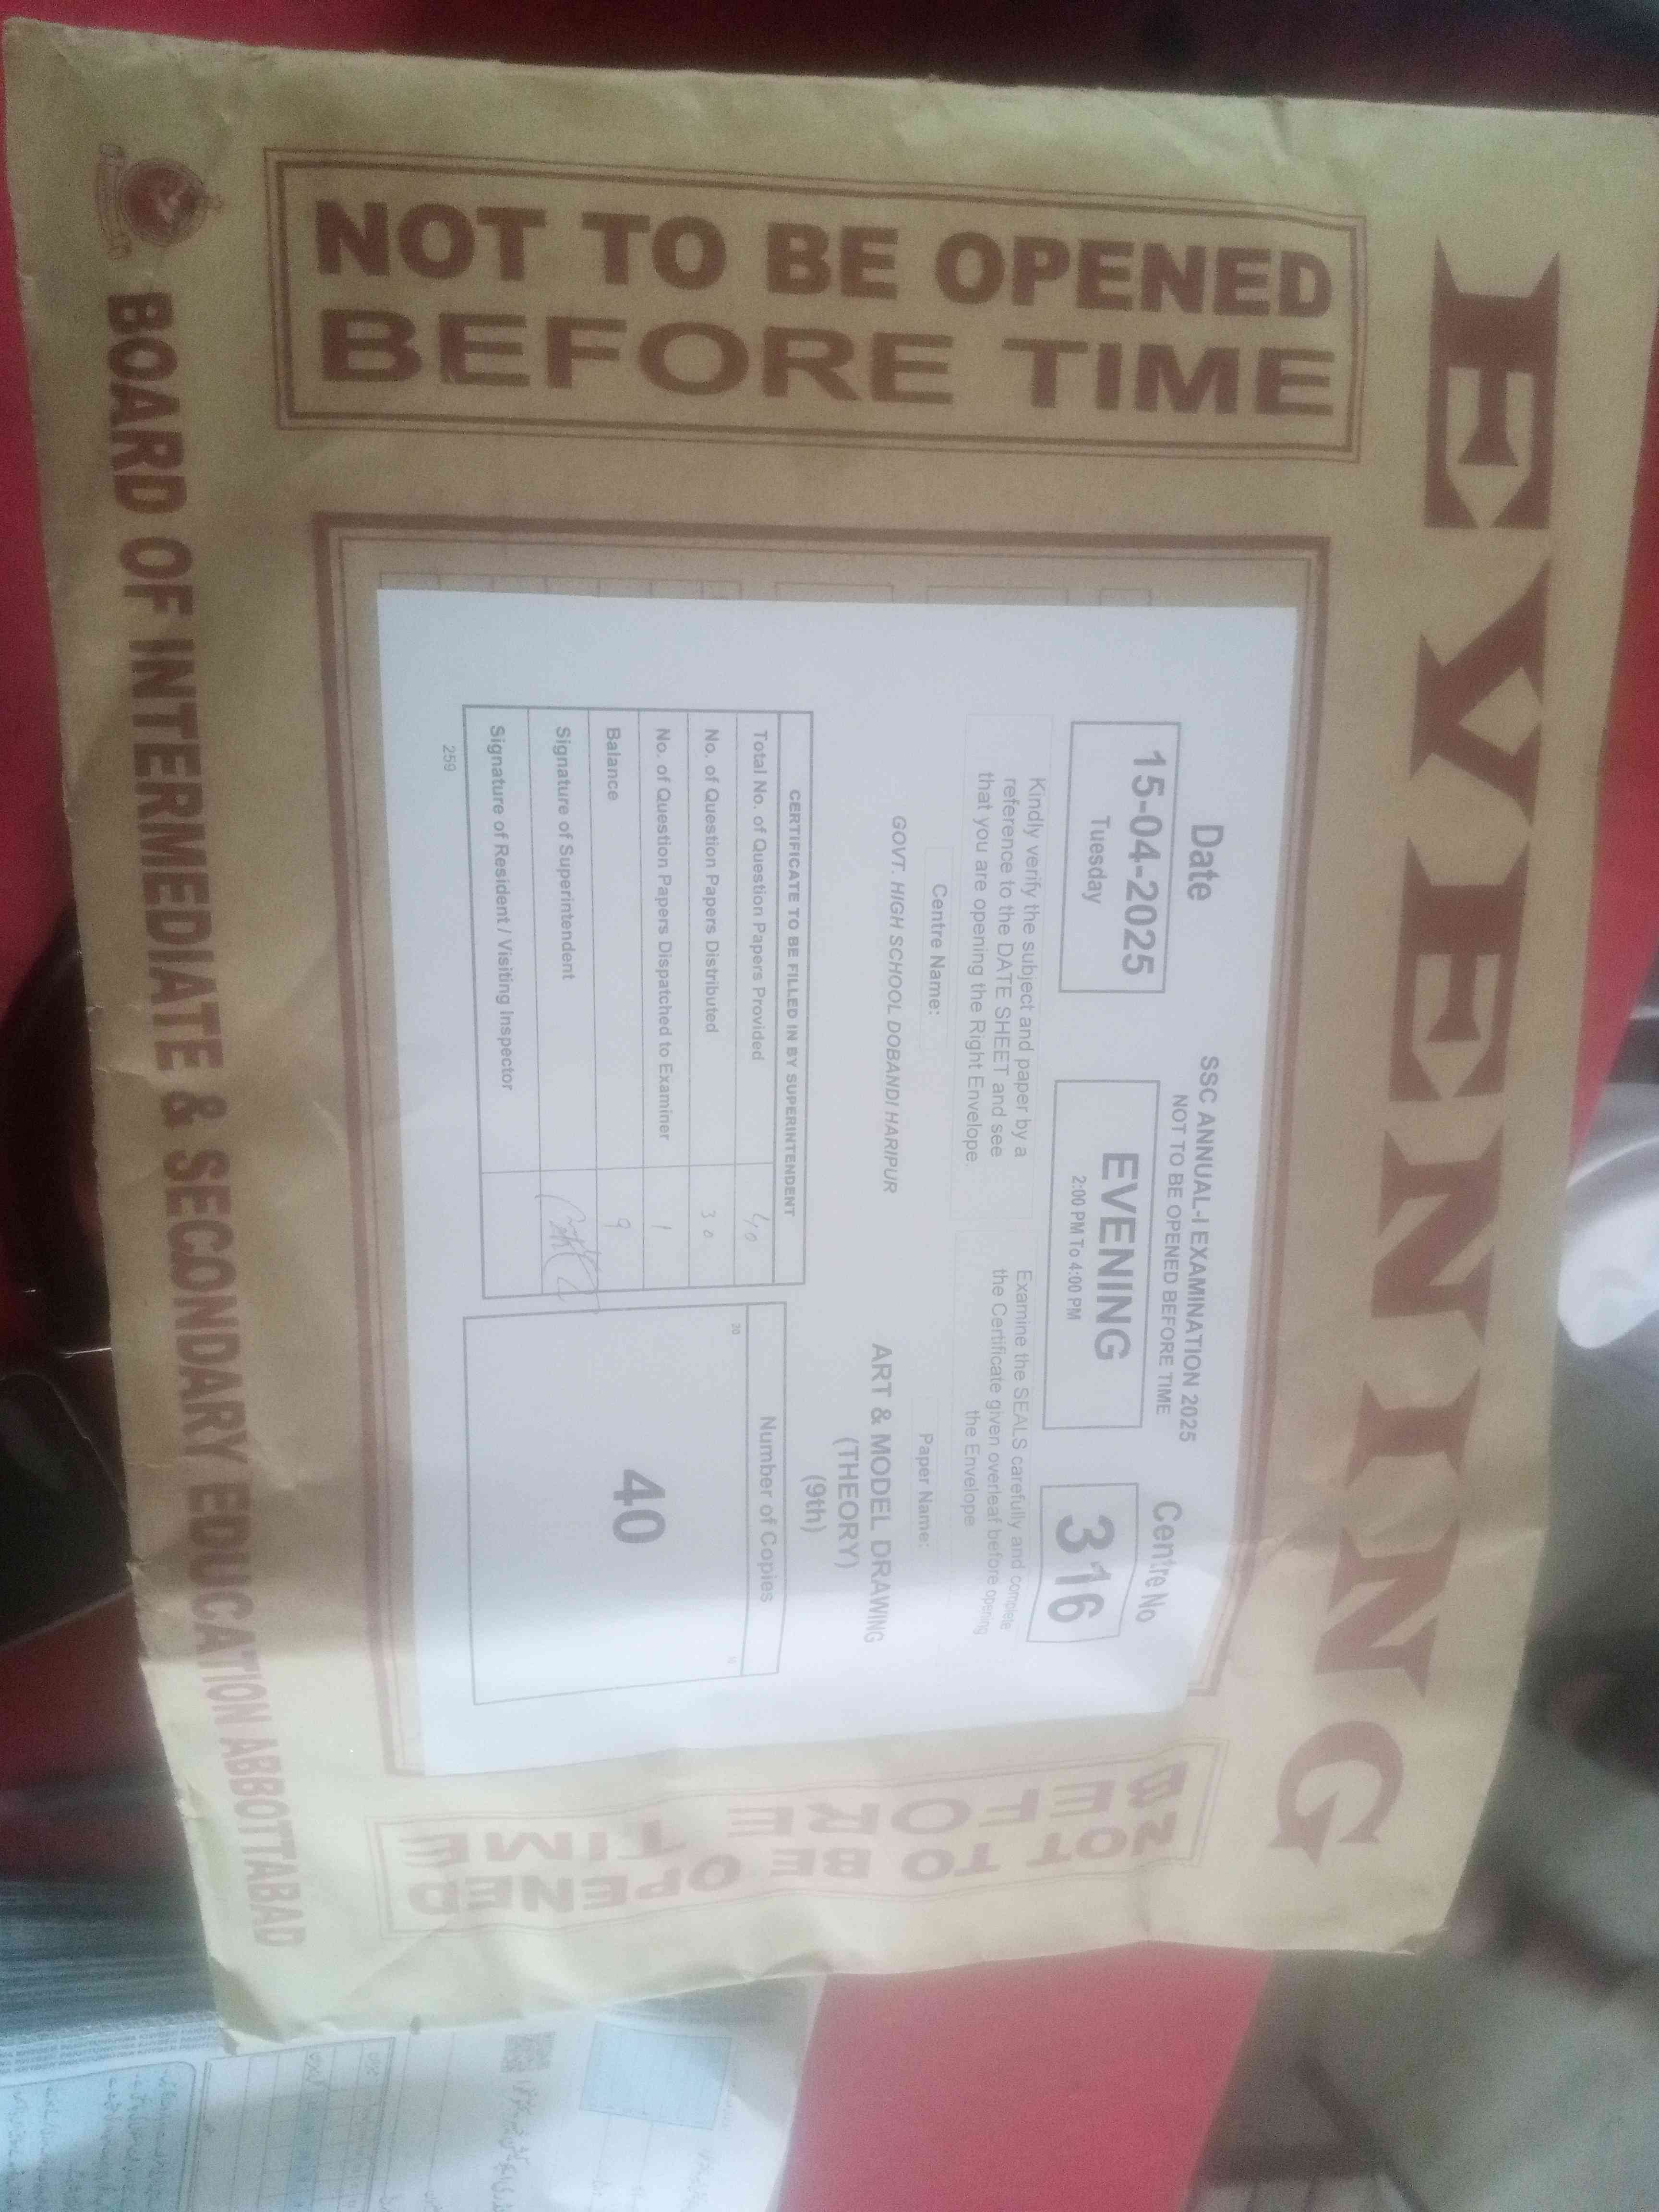 EVENING
NOT TO BE OPENED
BEFORE TIME
SSC ANNUAL-I EXAMINATION 2025
NOT TO BE OPENED BEFORE TIME
Date
15-04-2025
Tuesday
EVENING
2:00 PM To 4:00 PM
Centre No
316
Kindly verify the subject and paper by a
reference to the DATE SHEET and see
that you are opening the Right Envelope
Examine the SEALS carefully and complete
the Certificate given overleaf before opening
the Envelope
Centre Name:
GOVT. HIGH SCHOOL DOBANDI HARIPUR
Paper Name:
ART & MODEL DRAWING
(THEORY)
(9th)
CERTIFICATE TO BE FILLED IN BY SUPERINTENDENT
Total No. of Question Papers Provided 40
No. of Question Papers Distributed 30
No. of Question Papers Dispatched to Examiner 1
Balance 9
Signature of Superintendent
Signature of Resident / Visiting Inspector
259
Number of Copies
20
40
NOT TO BE OPENED
BEFORE TIME
BOARD OF INTERMEDIATE & SECONDARY EDUCATION ABBOTTABAD